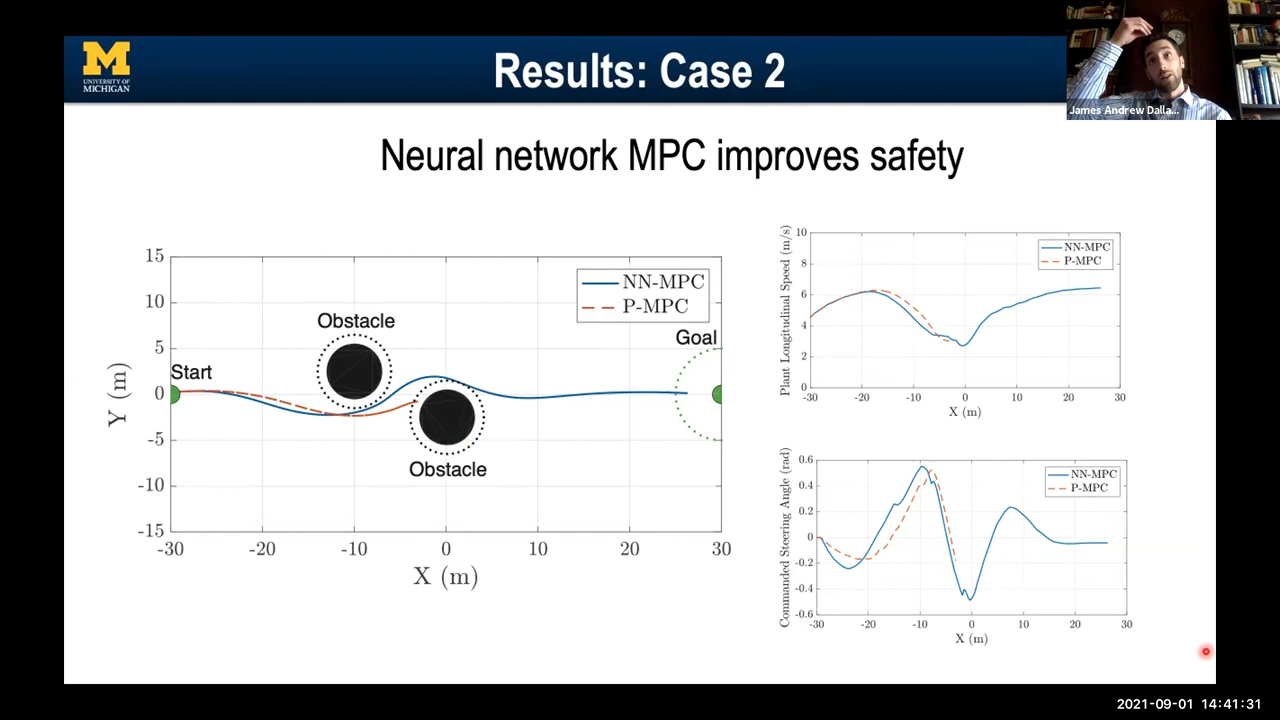 Results: Case 2
M
UNIVERSITY OF
MICHIGAN
James Andrew Dalla...
Neural network MPC improves safety
15
10
5
0
-5
-10
-15
-30
-20
-10
0
10
20
30
X (m)
Y (m)
NN-MPC
P-MPC
Obstacle
Start
Goal
Obstacle
10
8
6
4
2
0
-30
-20
-10
0
10
20
30
X (m)
Plant Longitudinal Speed (m/s)
NN-MPC
P-MPC
0.6
0.4
0.2
0
-0.2
-0.4
-0.6
-30
-20
-10
0
10
20
30
X (m)
Commanded Steering Angle (rad)
NN-MPC
P-MPC
2021-09-01 14:41:31